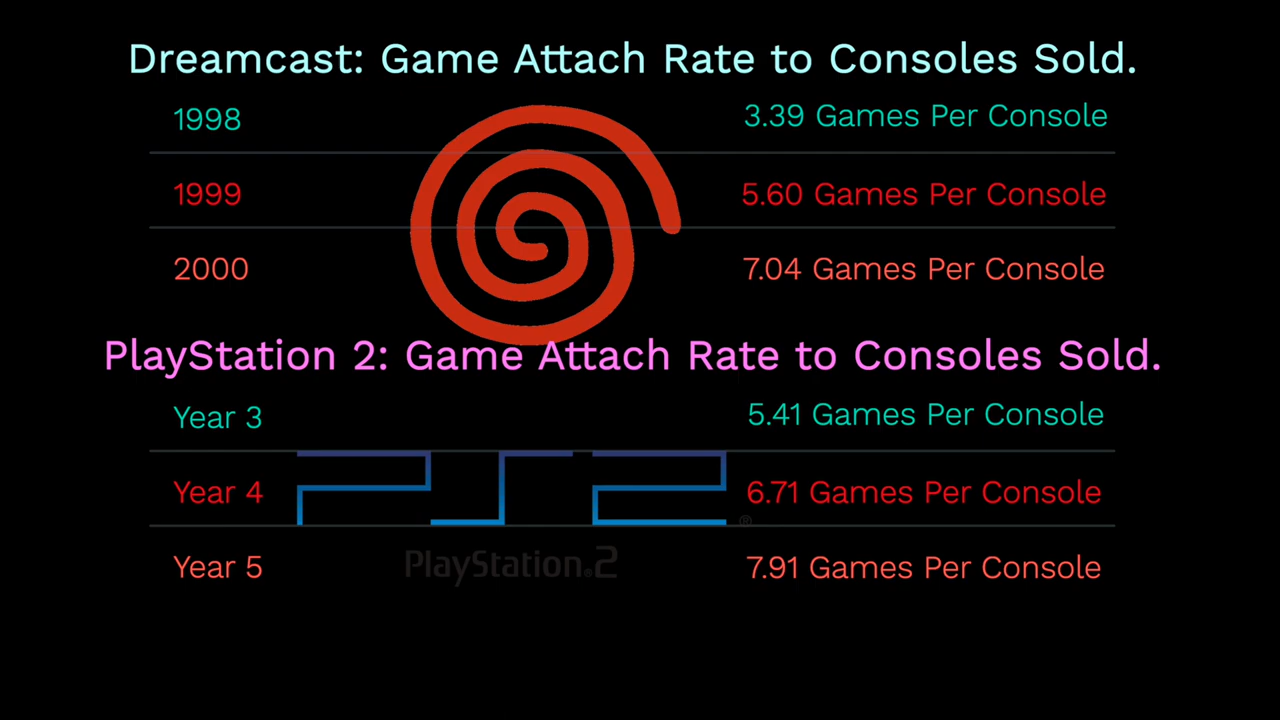 Dreamcast: Game Attach Rate to Consoles Sold.
1998 3.39 Games Per Console
1999 5.60 Games Per Console
2000 7.04 Games Per Console
PlayStation 2: Game Attach Rate to Consoles Sold.
Year 3 5.41 Games Per Console
Year 4 PS2 ® 6.71 Games Per Console
Year 5 PlayStation®2 7.91 Games Per Console